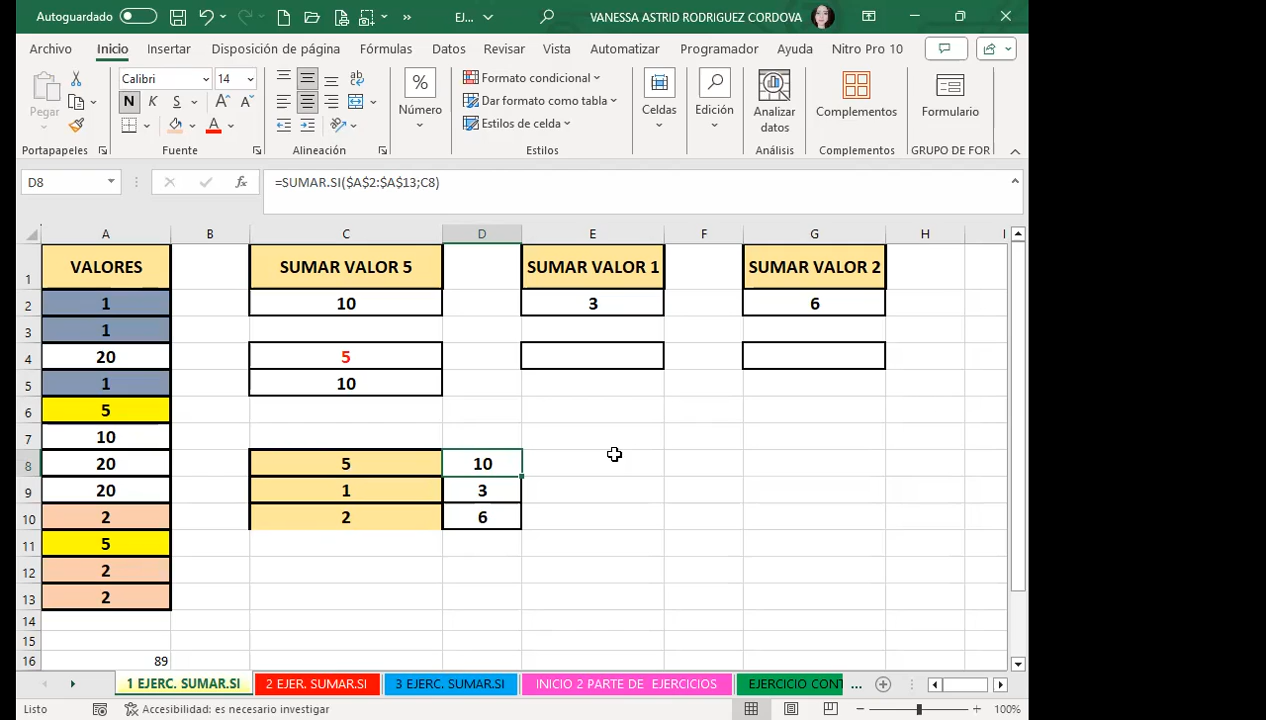 Autoguardado
EJ...
VANESSA ASTRID RODRIGUEZ CORDOVA
Archivo Inicio Insertar Disposición de página Fórmulas Datos Revisar Vista Automatizar Programador Ayuda Nitro Pro 10
Pegar
Calibri 14
N K S
Número
Formato condicional
Dar formato como tabla
Estilos de celda
Celdas
Edición
Analizar datos
Complementos
Formulario
Portapapeles Fuente Alineación Estilos Análisis Complementos GRUPO DE FOR
D8 fx =SUMAR.SI($A$2:$A$13;C8)
A B C D E F G H I
1 VALORES SUMAR VALOR 5 SUMAR VALOR 1 SUMAR VALOR 2
2 1 10 3 6
3 1
4 20 5
5 1 10
6 5
7 10
8 20 5 10
9 20 1 3
10 2 2 6
11 5
12 2
13 2
14
15
16 89
1 EJERC. SUMAR.SI 2 EJER. SUMAR.SI 3 EJERC. SUMAR.SI INICIO 2 PARTE DE EJERCICIOS EJERCICIO CONT ...
Listo Accesibilidad: es necesario investigar 100%